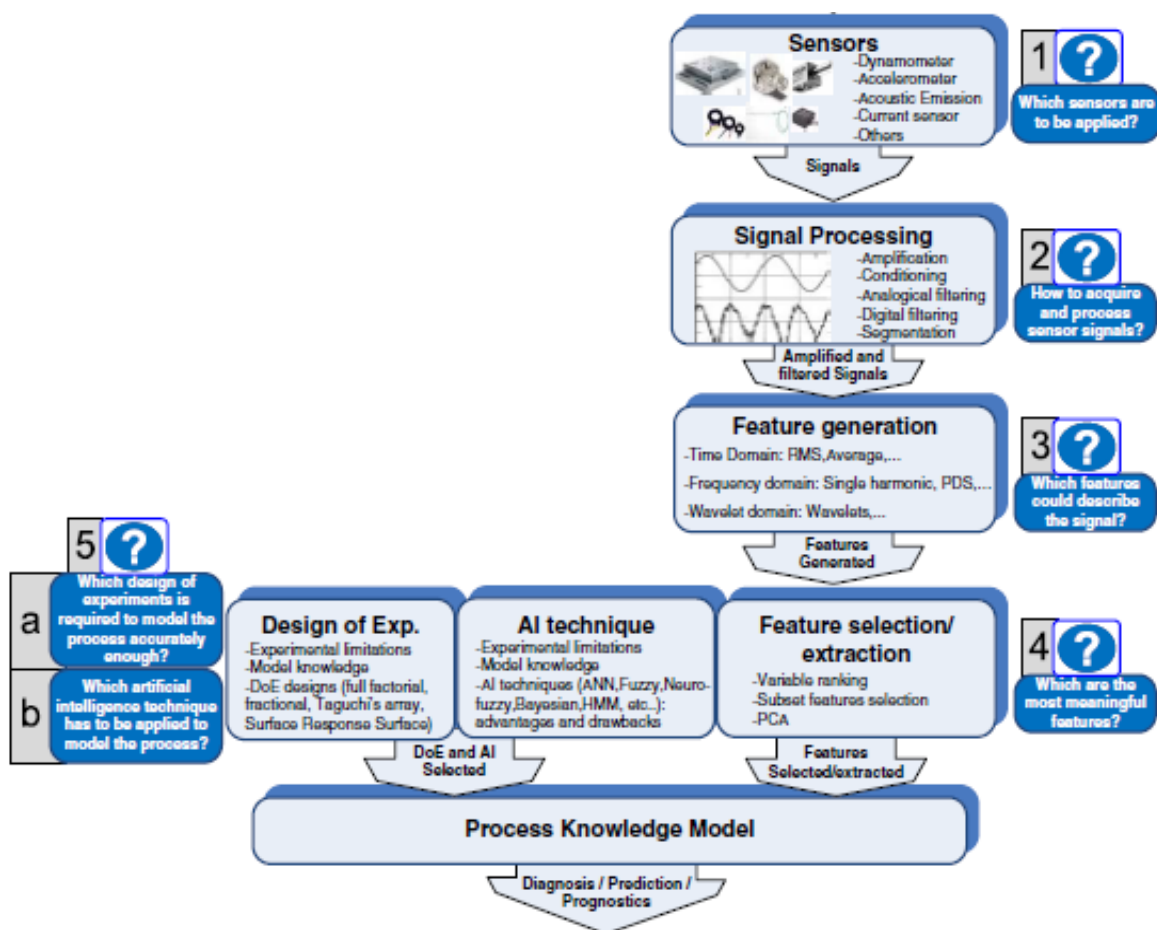 Sensors
-Dynamometer
-Accelerometer
-Acoustic Emission
-Current sensor
-Others
1
?
Which sensors are
to be applied?
Signals
Signal Processing
-Amplification
-Conditioning
-Analogical filtering
-Digital filtering
-Segmentation
2
?
How to acquire
and process
sensor signals?
Amplified and
filtered Signals
Feature generation
-Time Domain: RMS,Average,...
-Frequency domain: Single harmonic, PDS,...
-Wavelet domain: Wavelets,...
3
?
Which features
could describe
the signal?
Features
Generated
5
?
a
Which design of
experiments is
required to model the
process accurately
enough?
b
Which artificial
intelligence technique
has to be applied to
model the process?
Design of Exp.
-Experimental limitations
-Model knowledge
-DoE designs (full factorial,
fractional, Taguchi's array,
Surface Response Surface)
AI technique
-Experimental limitations
-Model knowledge
-AI techniques (ANN,Fuzzy,Neuro-
fuzzy,Bayesian,HMM, etc...):
advantages and drawbacks
Feature selection/
extraction
-Variable ranking
-Subset features selection
-PCA
4
?
Which are the
most meaningful
features?
DoE and AI
Selected
Features
Selected/extracted
Process Knowledge Model
Diagnosis / Prediction /
Prognostics